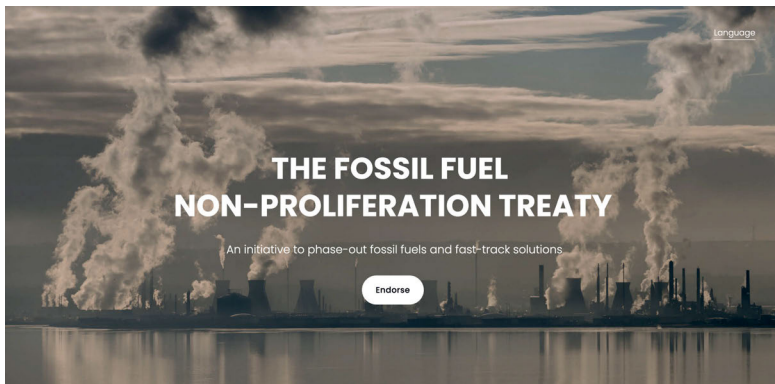 Language
THE FOSSIL FUEL
NON-PROLIFERATION TREATY
An initiative to phase-out fossil fuels and fast-track solutions
Endorse